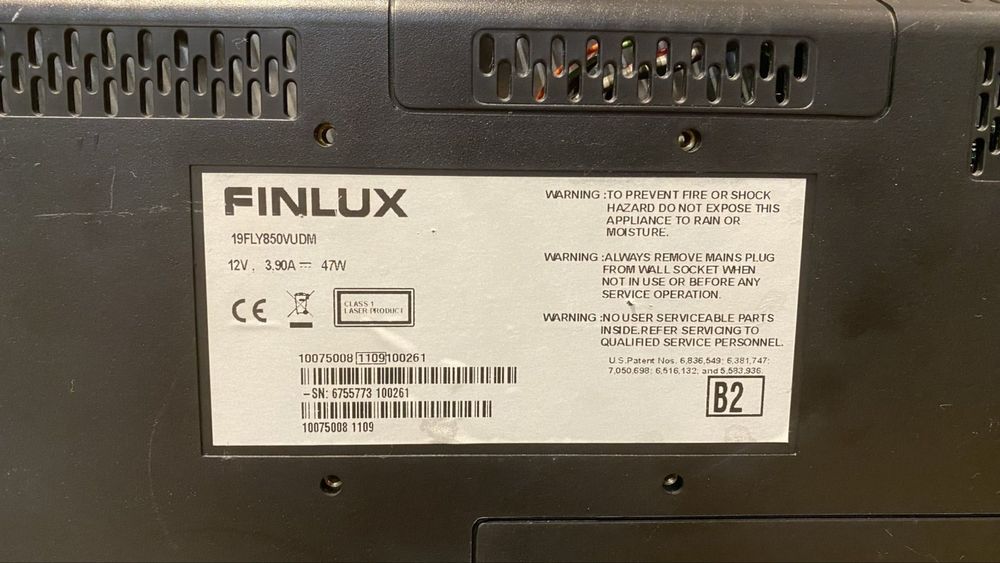 FINLUX
19FLY850VUDM
12V , 3.90A ⎓ 47W
CE
CLASS 1
LASER PRODUCT
10075008 1109 100261
-SN: 6755773 100261
10075008 1109
WARNING :TO PREVENT FIRE OR SHOCK
HAZARD DO NOT EXPOSE THIS
APPLIANCE TO RAIN OR
MOISTURE.
WARNING :ALWAYS REMOVE MAINS PLUG
FROM WALL SOCKET WHEN
NOT IN USE OR BEFORE ANY
SERVICE OPERATION.
WARNING :NO USER SERVICEABLE PARTS
INSIDE.REFER SERVICING TO
QUALIFIED SERVICE PERSONNEL.
U.S.Patent Nos. 6,836,549; 6,381,747;
7,050,698; 6,516,132; and 5,583,936.
B2